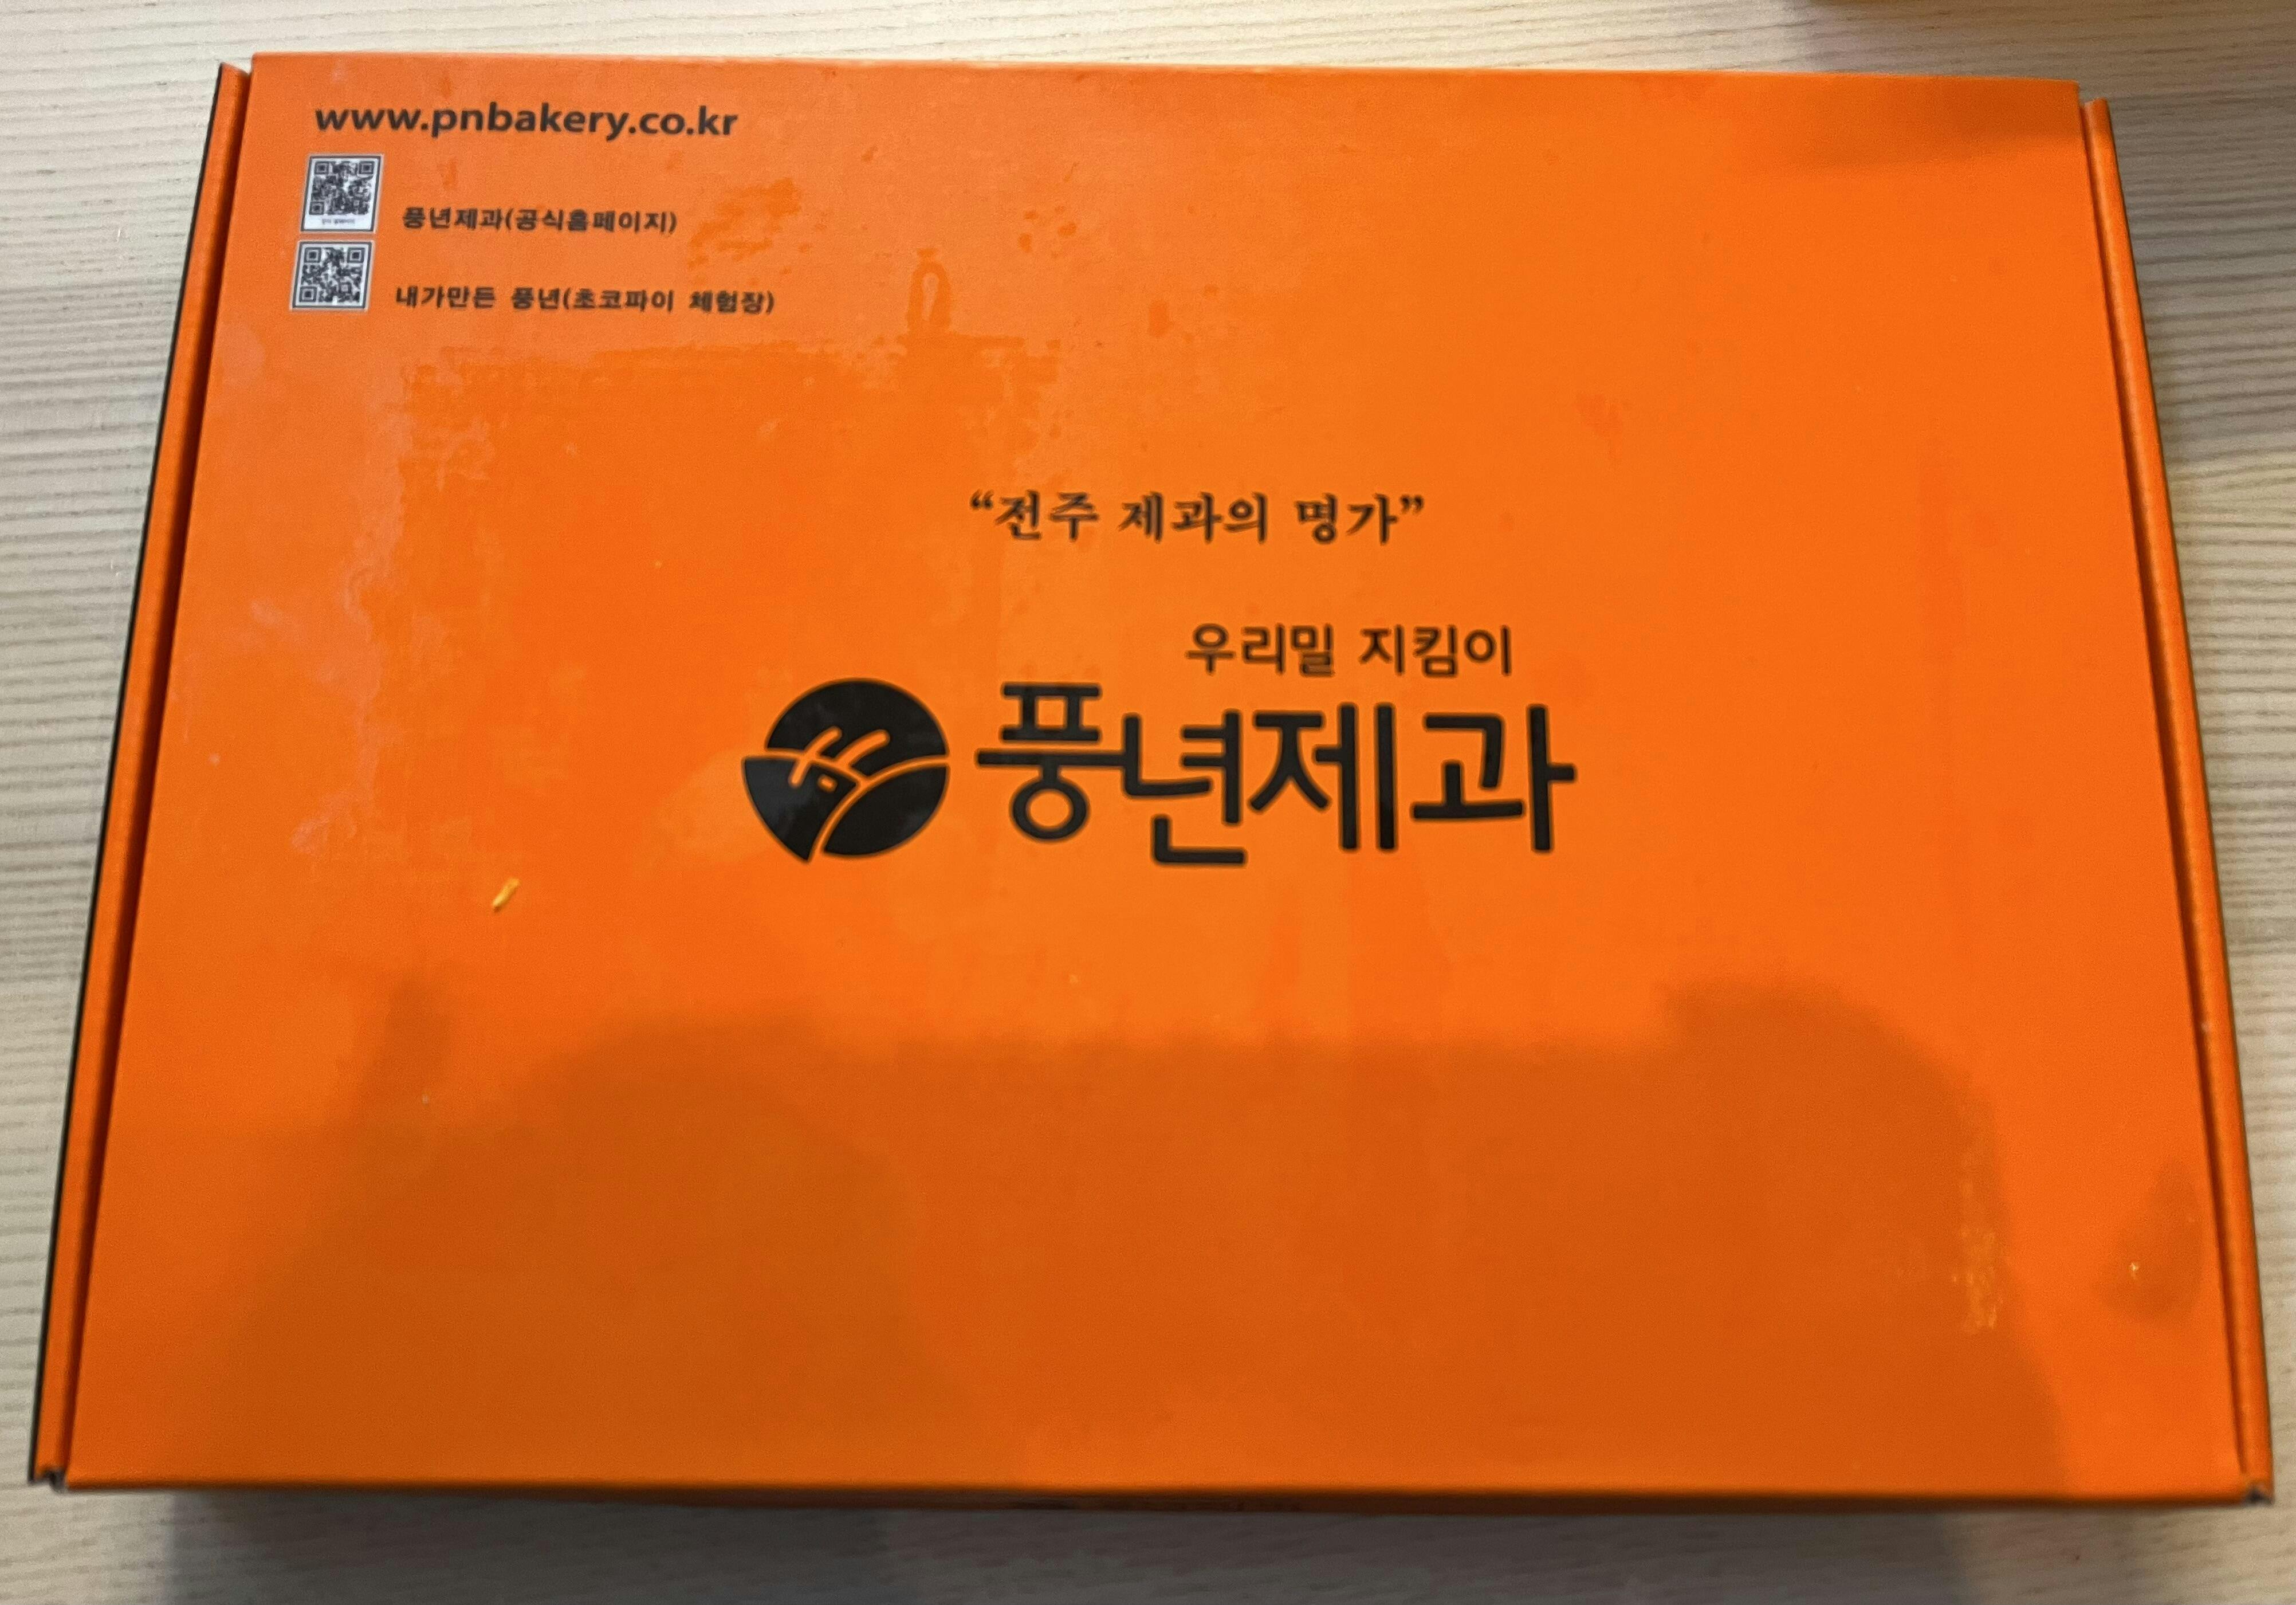 www.pnbakery.co.kr
풍년제과(공식홈페이지)
내가만든 풍년(초코파이 체험장)
“전주 제과의 명가”
우리밀 지킴이
풍년제과